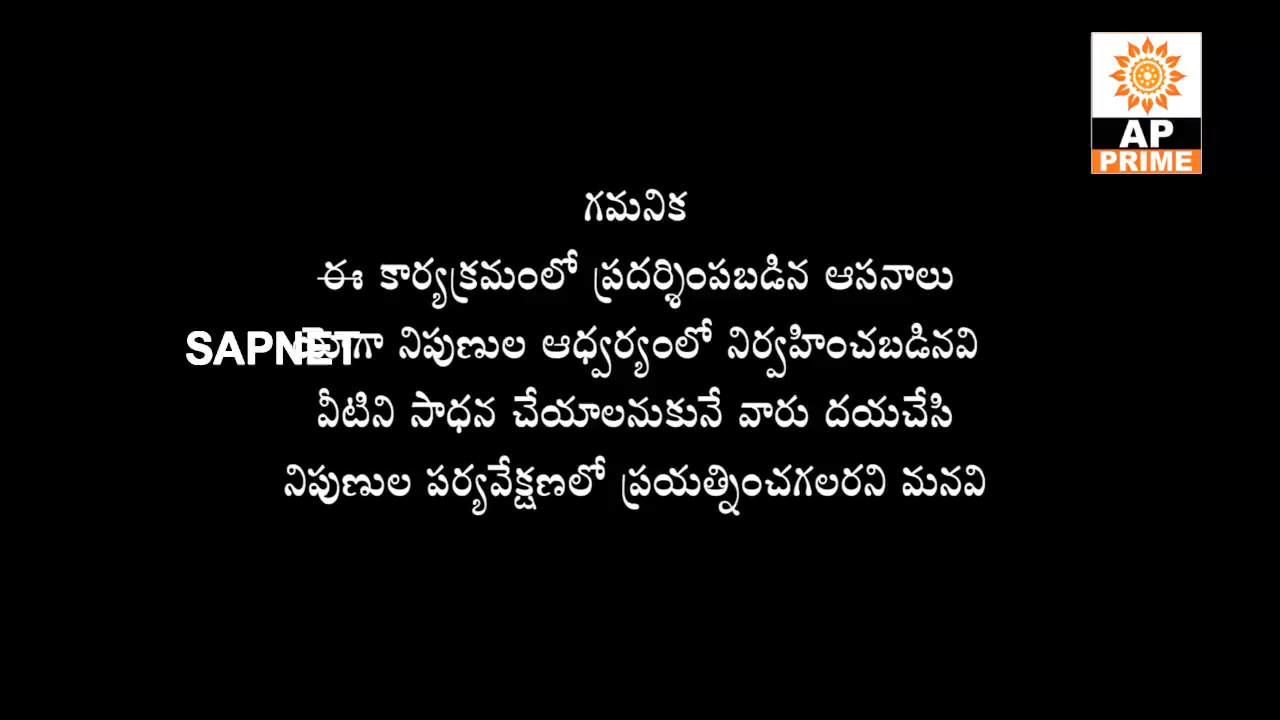 AP
PRIME
గమనిక
ఈ కార్యక్రమంలో ప్రదర్శింపబడిన ఆసనాలు
SAPNET నిపుణుల ఆధ్వర్యంలో నిర్వహించబడినవి
వీటిని సాధన చేయాలనుకునే వారు దయచేసి
నిపుణుల పర్యవేక్షణలో ప్రయత్నించగలరని మనవి